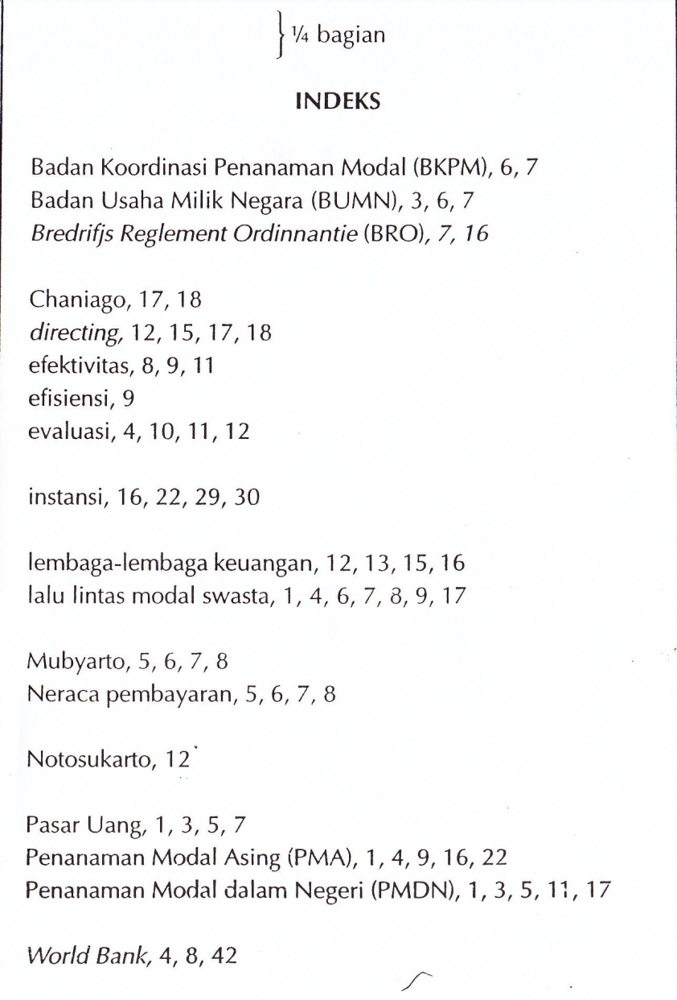 } ¼ bagian
INDEKS
Badan Koordinasi Penanaman Modal (BKPM), 6, 7
Badan Usaha Milik Negara (BUMN), 3, 6, 7
Bredrifjs Reglement Ordinnantie (BRO), 7, 16
Chaniago, 17, 18
directing, 12, 15, 17, 18
efektivitas, 8, 9, 11
efisiensi, 9
evaluasi, 4, 10, 11, 12
instansi, 16, 22, 29, 30
lembaga-lembaga keuangan, 12, 13, 15, 16
lalu lintas modal swasta, 1, 4, 6, 7, 8, 9, 17
Mubyarto, 5, 6, 7, 8
Neraca pembayaran, 5, 6, 7, 8
Notosukarto, 12
Pasar Uang, 1, 3, 5, 7
Penanaman Modal Asing (PMA), 1, 4, 9, 16, 22
Penanaman Modal dalam Negeri (PMDN), 1, 3, 5, 11, 17
World Bank, 4, 8, 42